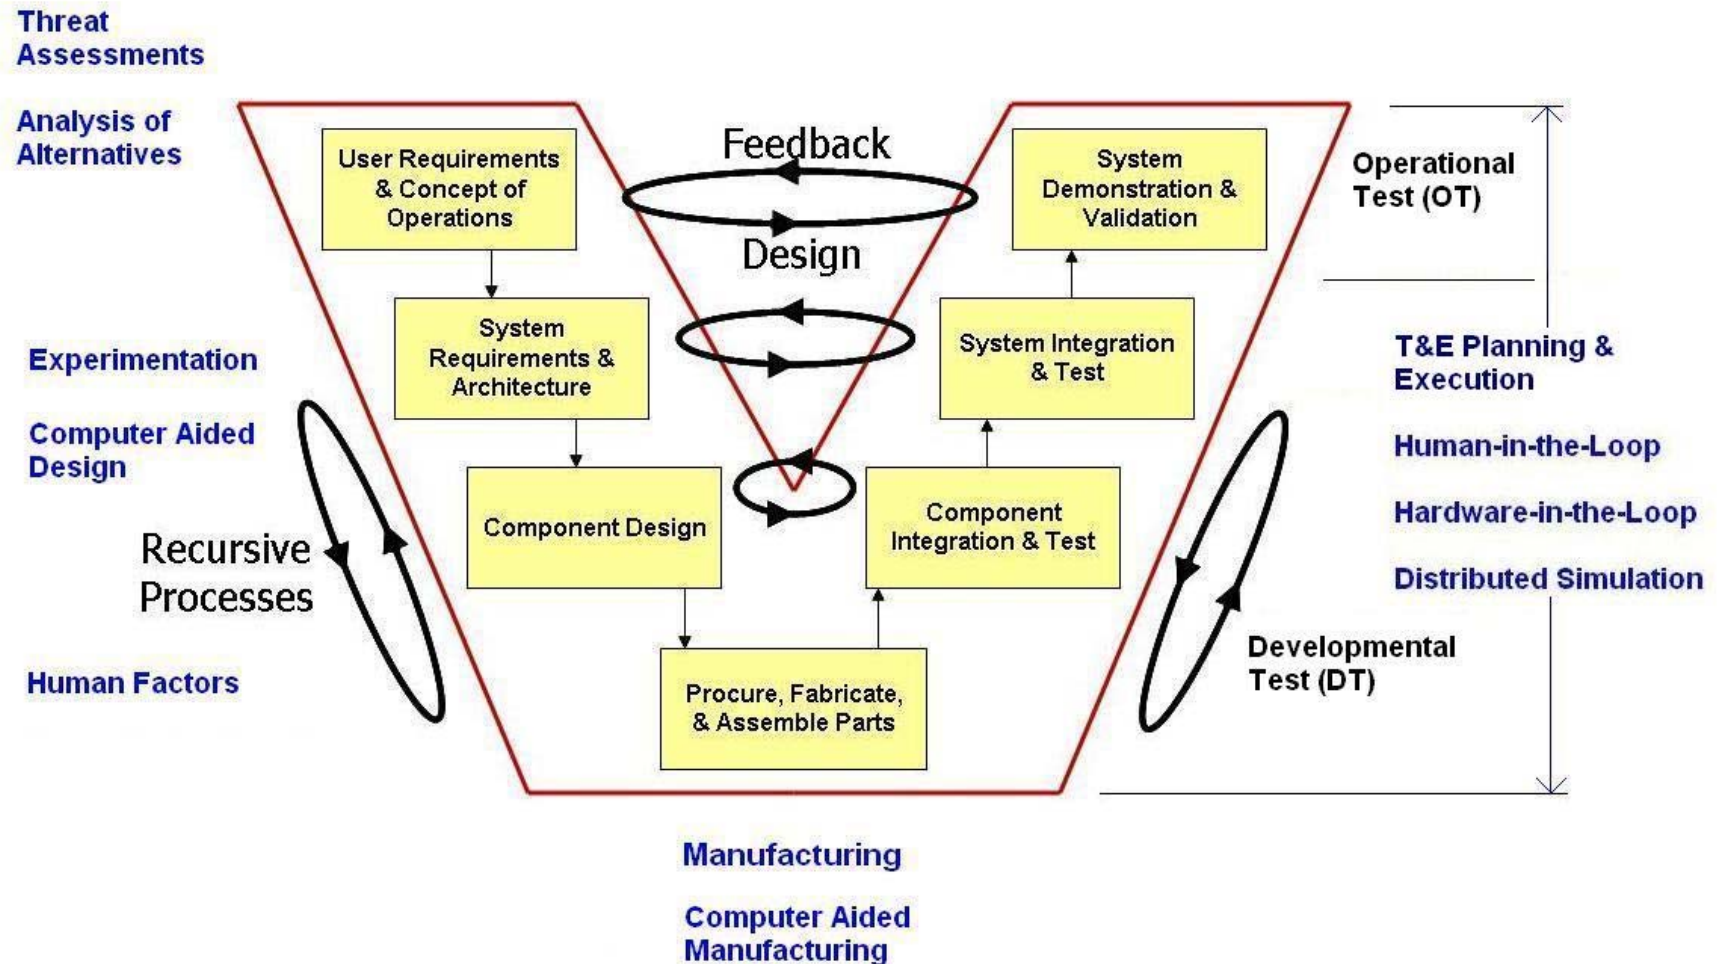 Threat
Assessments
Analysis of
Alternatives
Experimentation
Computer Aided
Design
Recursive
Processes
Human Factors
User Requirements
& Concept of
Operations
System
Requirements &
Architecture
Component Design
Procure, Fabricate,
& Assemble Parts
Feedback
Design
System
Demonstration &
Validation
System Integration
& Test
Component
Integration & Test
Operational
Test (OT)
T&E Planning &
Execution
Human-in-the-Loop
Hardware-in-the-Loop
Distributed Simulation
Developmental
Test (DT)
Manufacturing
Computer Aided
Manufacturing